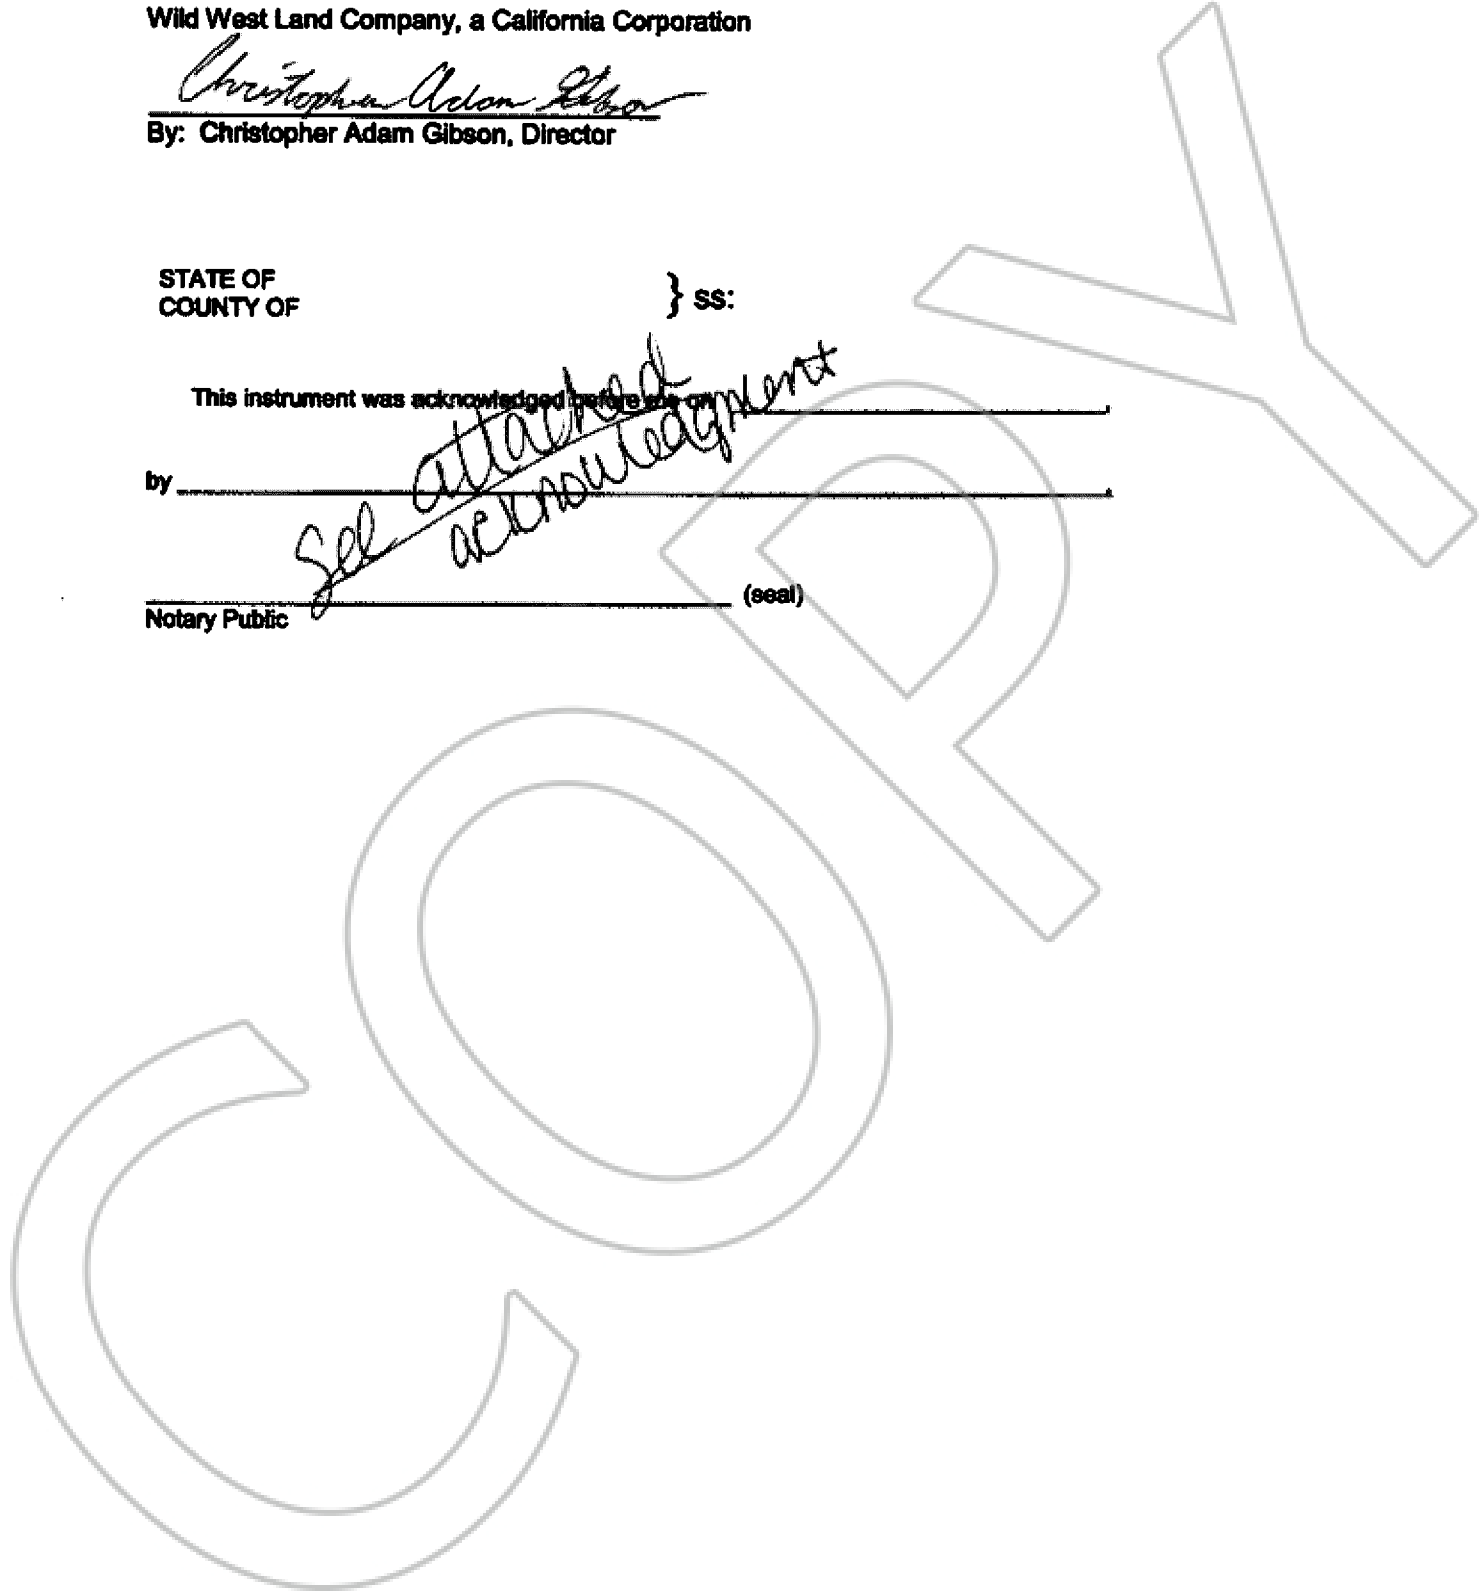 Wild West Land Company, a California Corporation
Christopher Adam Gibson
By: Christopher Adam Gibson, Director
STATE OF
COUNTY OF
} ss:
This instrument was acknowledged before me on
by
See attached
acknowledgment
(seal)
Notary Public
COPY